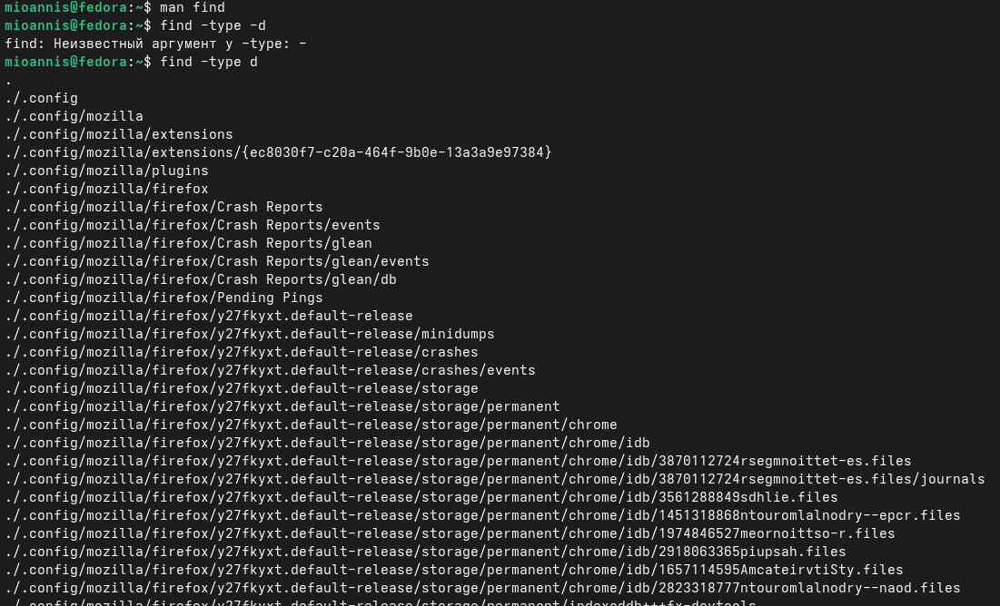 mioannis@fedora:~$ man find
mioannis@fedora:~$ find -type -d
find: Неизвестный аргумент у -type: -
mioannis@fedora:~$ find -type d
.
./.config
./.config/mozilla
./.config/mozilla/extensions
./.config/mozilla/extensions/{ec8030f7-c20a-464f-9b0e-13a3a9e97384}
./.config/mozilla/plugins
./.config/mozilla/firefox
./.config/mozilla/firefox/Crash Reports
./.config/mozilla/firefox/Crash Reports/events
./.config/mozilla/firefox/Crash Reports/glean
./.config/mozilla/firefox/Crash Reports/glean/events
./.config/mozilla/firefox/Crash Reports/glean/db
./.config/mozilla/firefox/Pending Pings
./.config/mozilla/firefox/y27fkyxt.default-release
./.config/mozilla/firefox/y27fkyxt.default-release/minidumps
./.config/mozilla/firefox/y27fkyxt.default-release/crashes
./.config/mozilla/firefox/y27fkyxt.default-release/crashes/events
./.config/mozilla/firefox/y27fkyxt.default-release/storage
./.config/mozilla/firefox/y27fkyxt.default-release/storage/permanent
./.config/mozilla/firefox/y27fkyxt.default-release/storage/permanent/chrome
./.config/mozilla/firefox/y27fkyxt.default-release/storage/permanent/chrome/idb
./.config/mozilla/firefox/y27fkyxt.default-release/storage/permanent/chrome/idb/3870112724rsegmnoittet-es.files
./.config/mozilla/firefox/y27fkyxt.default-release/storage/permanent/chrome/idb/3870112724rsegmnoittet-es.files/journals
./.config/mozilla/firefox/y27fkyxt.default-release/storage/permanent/chrome/idb/3561288849sdhlie.files
./.config/mozilla/firefox/y27fkyxt.default-release/storage/permanent/chrome/idb/1451318868ntouromlalnodry--epcr.files
./.config/mozilla/firefox/y27fkyxt.default-release/storage/permanent/chrome/idb/1974846527meornoittso-r.files
./.config/mozilla/firefox/y27fkyxt.default-release/storage/permanent/chrome/idb/2918063365piupsah.files
./.config/mozilla/firefox/y27fkyxt.default-release/storage/permanent/chrome/idb/1657114595AmcateirvtiSty.files
./.config/mozilla/firefox/y27fkyxt.default-release/storage/permanent/chrome/idb/2823318777ntouromlalnodry--naod.files
./.config/mozilla/firefox/y27fkyxt.default-release/storage/permanent/indexeddb+++fx-devtools